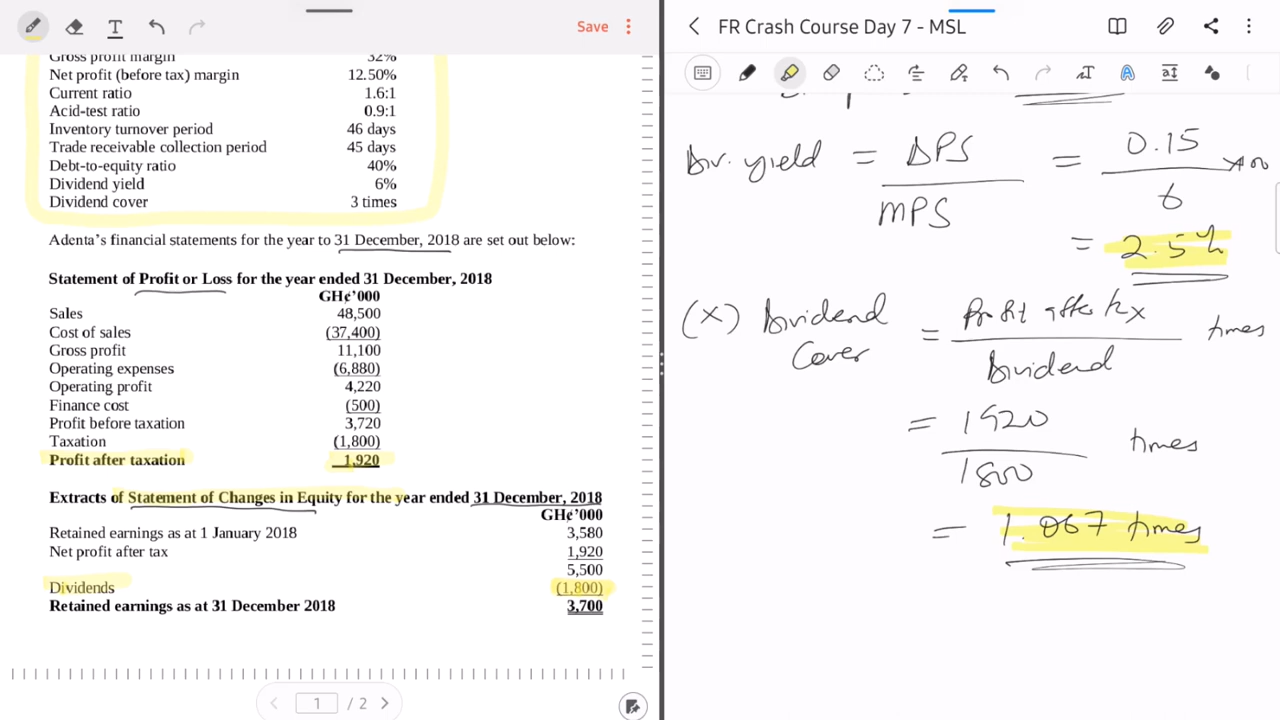 Save
Gross profit margin 32%
Net profit (before tax) margin 12.50%
Current ratio 1.6:1
Acid-test ratio 0.9:1
Inventory turnover period 46 days
Trade receivable collection period 45 days
Debt-to-equity ratio 40%
Dividend yield 6%
Dividend cover 3 times
Adenta's financial statements for the year to 31 December, 2018 are set out below:
Statement of Profit or Loss for the year ended 31 December, 2018
GH¢'000
Sales 48,500
Cost of sales (37,400)
Gross profit 11,100
Operating expenses (6,880)
Operating profit 4,220
Finance cost (500)
Profit before taxation 3,720
Taxation (1,800)
Profit after taxation 1,920
Extracts of Statement of Changes in Equity for the year ended 31 December, 2018
GH¢'000
Retained earnings as at 1 January 2018 3,580
Net profit after tax 1,920
5,500
Dividends (1,800)
Retained earnings as at 31 December 2018 3,700
1 / 2
FR Crash Course Day 7 - MSL
Div. yield = DPS = 0.15 x100
MPS 6
= 2.5%
(X) Dividend Cover = Profit after tax times
Dividend
= 1920 times
1800
= 1.067 times